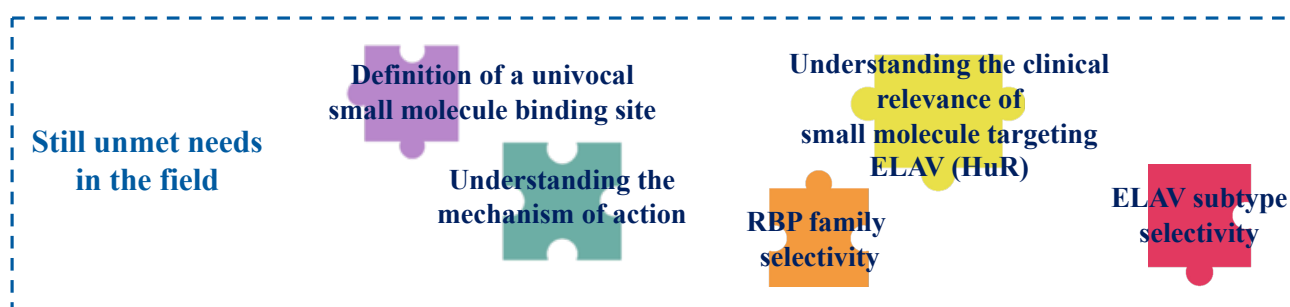 Still unmet needs
in the field
Definition of a univocal
small molecule binding site
Understanding the
mechanism of action
Understanding the clinical
relevance of
small molecule targeting
ELAV (HuR)
RBP family
selectivity
ELAV subtype
selectivity